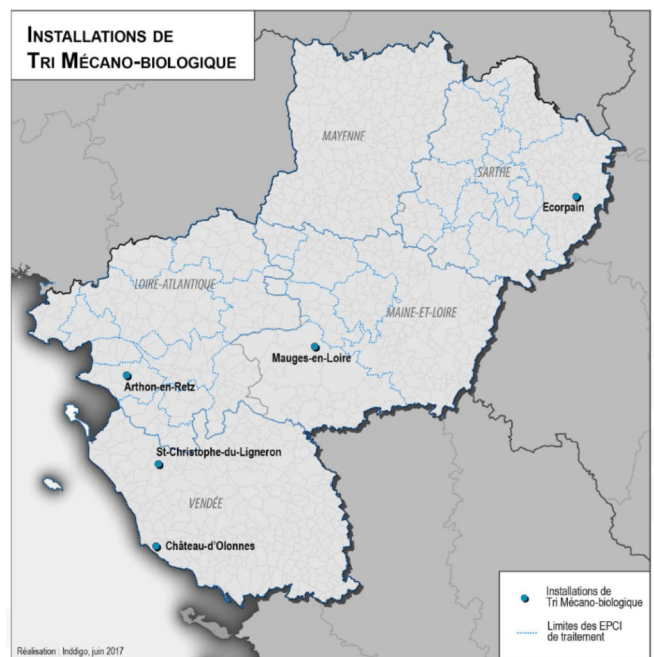 INSTALLATIONS DE
TRI MÉCANO-BIOLOGIQUE
MAYENNE
SARTHE
Ecorpain
LOIRE-ATLANTIQUE
MAINE-ET-LOIRE
Mauges-en-Loire
Arthon-en-Retz
St-Christophe-du-Ligneron
VENDÉE
Château-d'Olonnes
Installations de
Tri Mécano-biologique
Limites des EPCI
de traitement
Réalisation : Inddigo, juin 2017